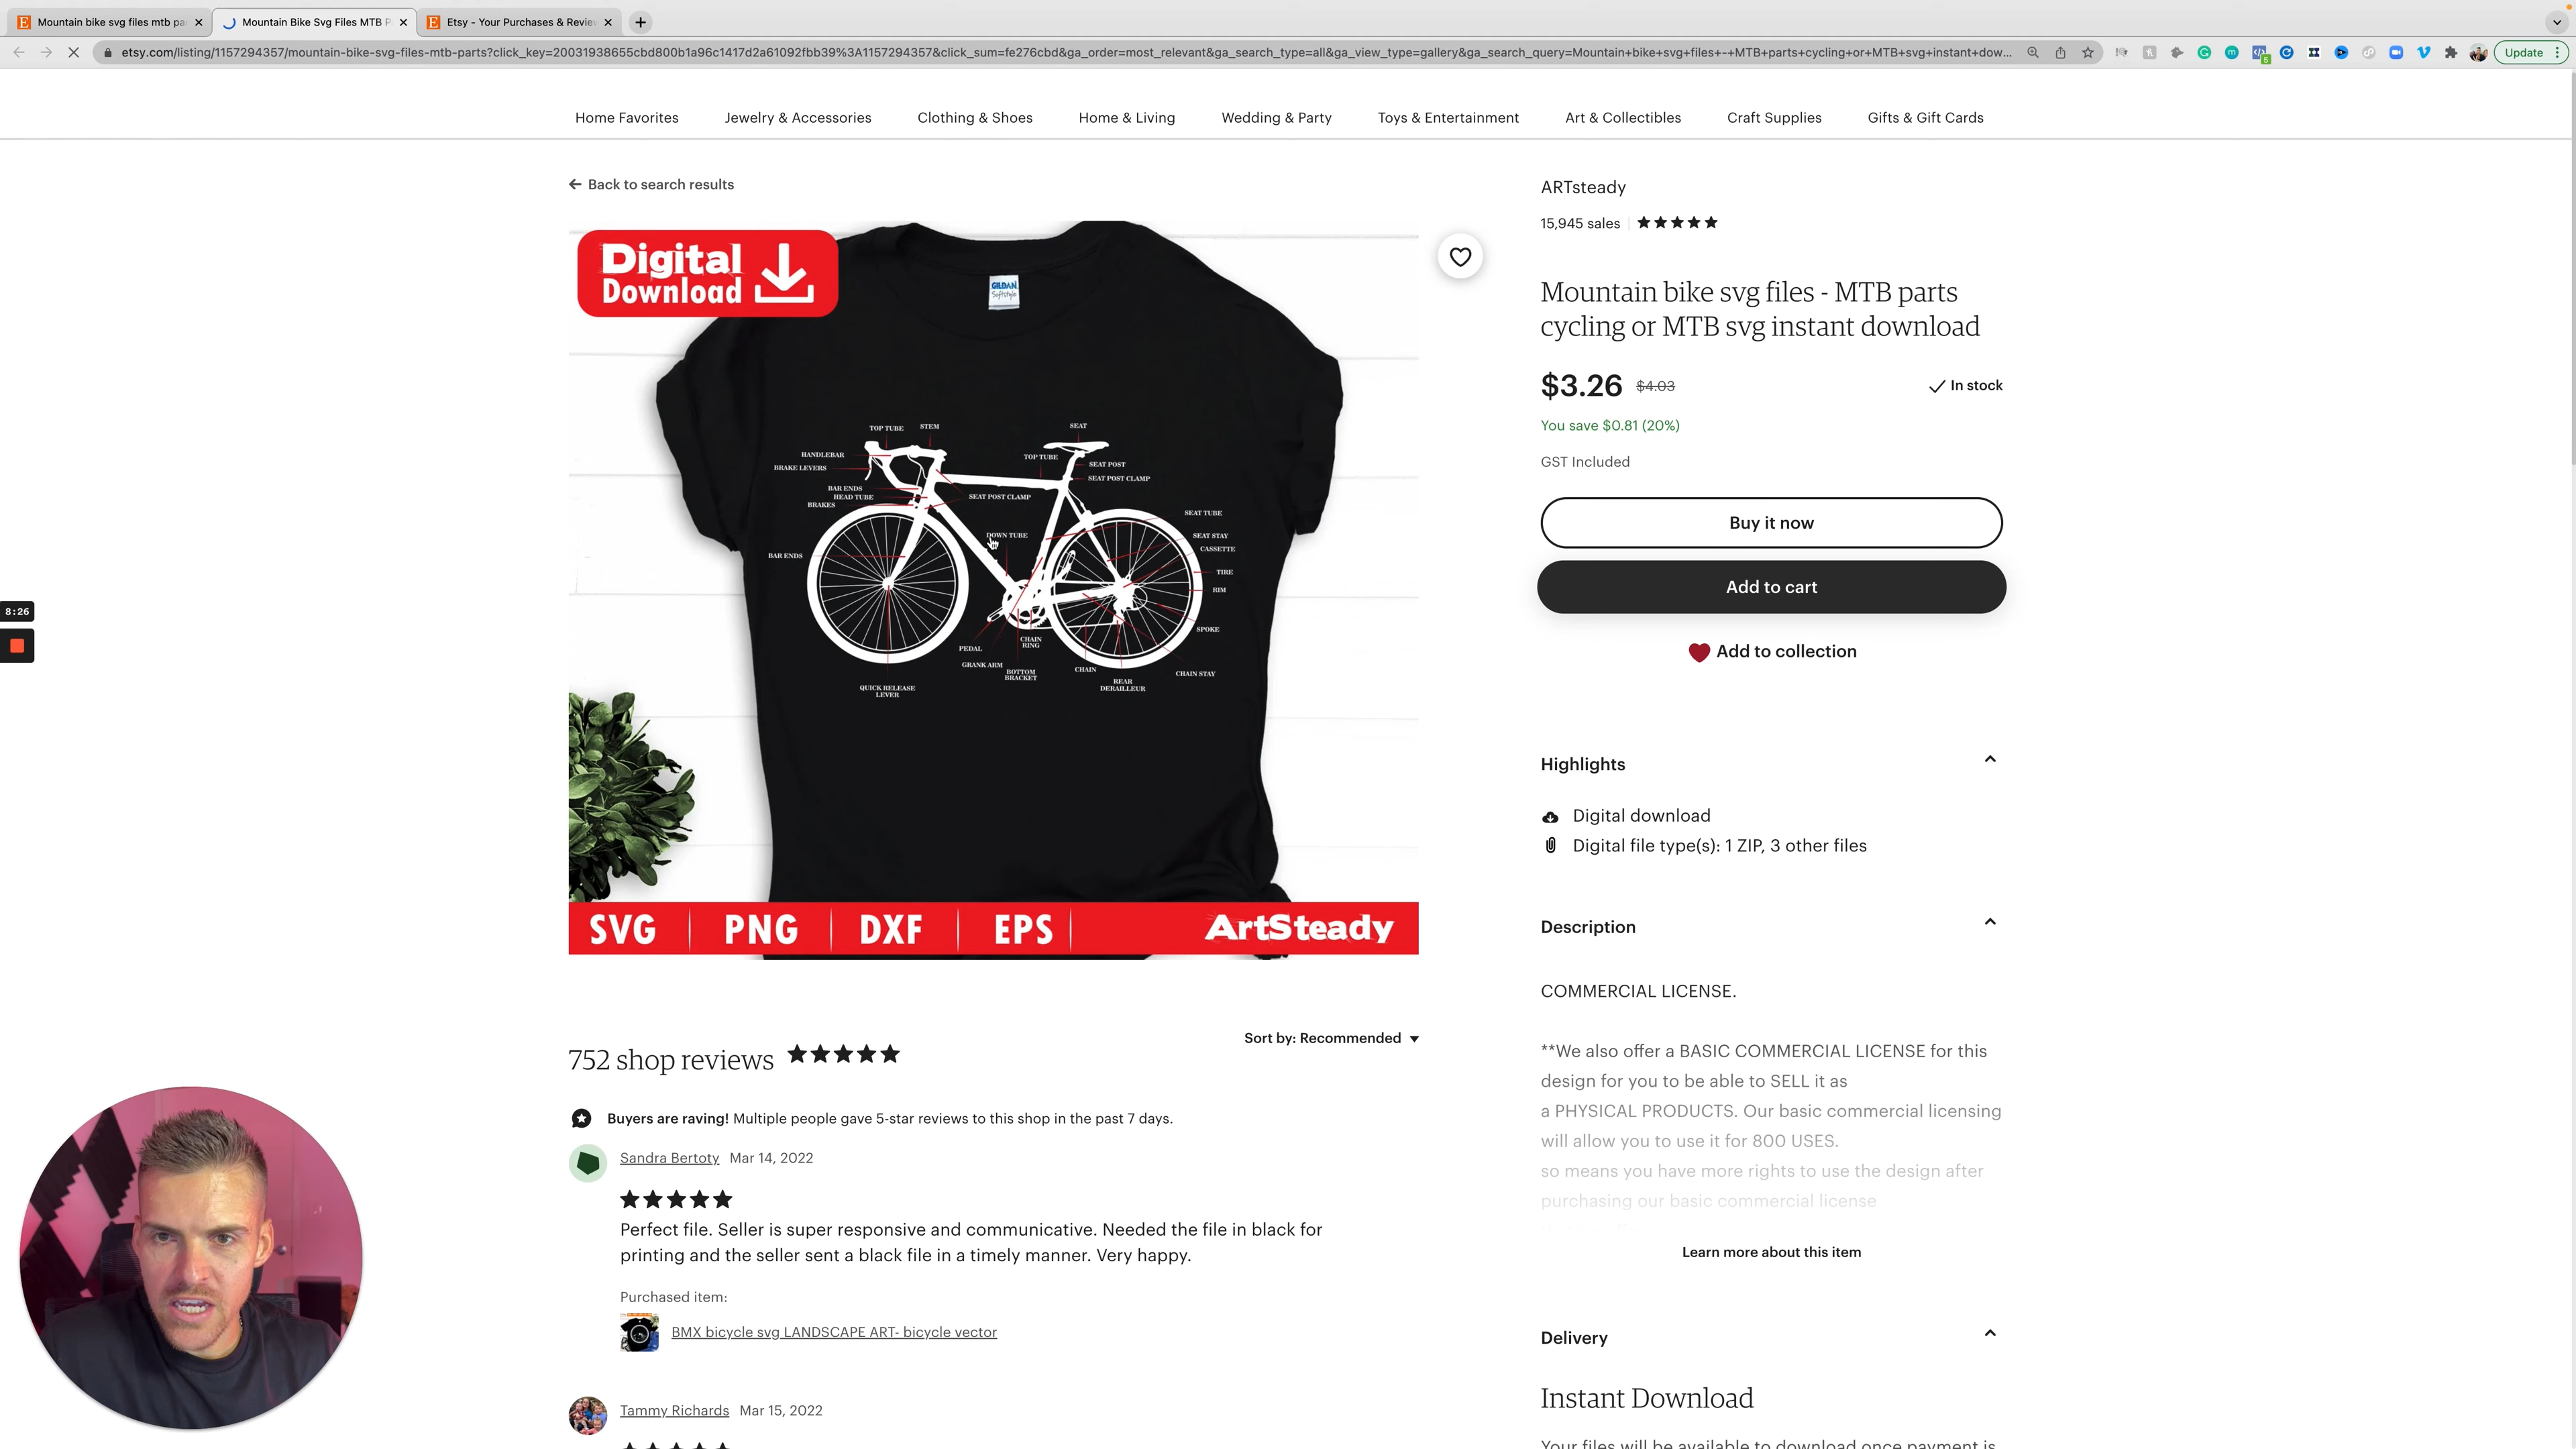 Mountain bike svg files mtb pa
Mountain Bike Svg Files MTB P
Etsy - Your Purchases & Review
etsy.com/listing/1157294357/mountain-bike-svg-files-mtb-parts?click_key=20031938655cbd800b1a96c1417d2a61092fbb39%3A1157294357&click_sum=fe276cbd&ga_order=most_relevant&ga_search_type=all&ga_view_type=gallery&ga_search_query=Mountain+bike+svg+files+-+MTB+parts+cycling+or+MTB+svg+instant+dow...
5
Update
Home Favorites
Jewelry & Accessories
Clothing & Shoes
Home & Living
Wedding & Party
Toys & Entertainment
Art & Collectibles
Craft Supplies
Gifts & Gift Cards
Back to search results
Digital
Download
GILDAN
Softstyle
TOP TUBE
STEM
SEAT
HANDLEBAR
TOP TUBE
BRAKE LEVERS
SEAT POST
SEAT POST CLAMP
BAR ENDS
HEAD TUBE
SEAT POST CLAMP
BRAKES
SEAT TUBE
DOWN TUBE
SEAT STAY
CASSETTE
BAR ENDS
TIRE
RIM
SPOKE
CHAIN
RING
PEDAL
GRANK ARM
BOTTOM
BRACKET
CHAIN
CHAIN STAY
REAR
DERAILLEUR
QUICK RELEASE
LEVER
SVG
PNG
DXF
EPS
ArtSteady
8:26
752 shop reviews
Sort by: Recommended
Buyers are raving! Multiple people gave 5-star reviews to this shop in the past 7 days.
Sandra Bertoty Mar 14, 2022
Perfect file. Seller is super responsive and communicative. Needed the file in black for
printing and the seller sent a black file in a timely manner. Very happy.
Purchased item:
BMX bicycle svg LANDSCAPE ART- bicycle vector
Tammy Richards Mar 15, 2022
ARTsteady
15,945 sales
Mountain bike svg files - MTB parts
cycling or MTB svg instant download
$3.26 $4.03
In stock
You save $0.81 (20%)
GST Included
Buy it now
Add to cart
Add to collection
Highlights
Digital download
Digital file type(s): 1 ZIP, 3 other files
Description
COMMERCIAL LICENSE.
**We also offer a BASIC COMMERCIAL LICENSE for this
design for you to be able to SELL it as
a PHYSICAL PRODUCTS. Our basic commercial licensing
will allow you to use it for 800 USES.
so means you have more rights to use the design after
purchasing our basic commercial license
Learn more about this item
Delivery
Instant Download
Your files will be available to download once payment is